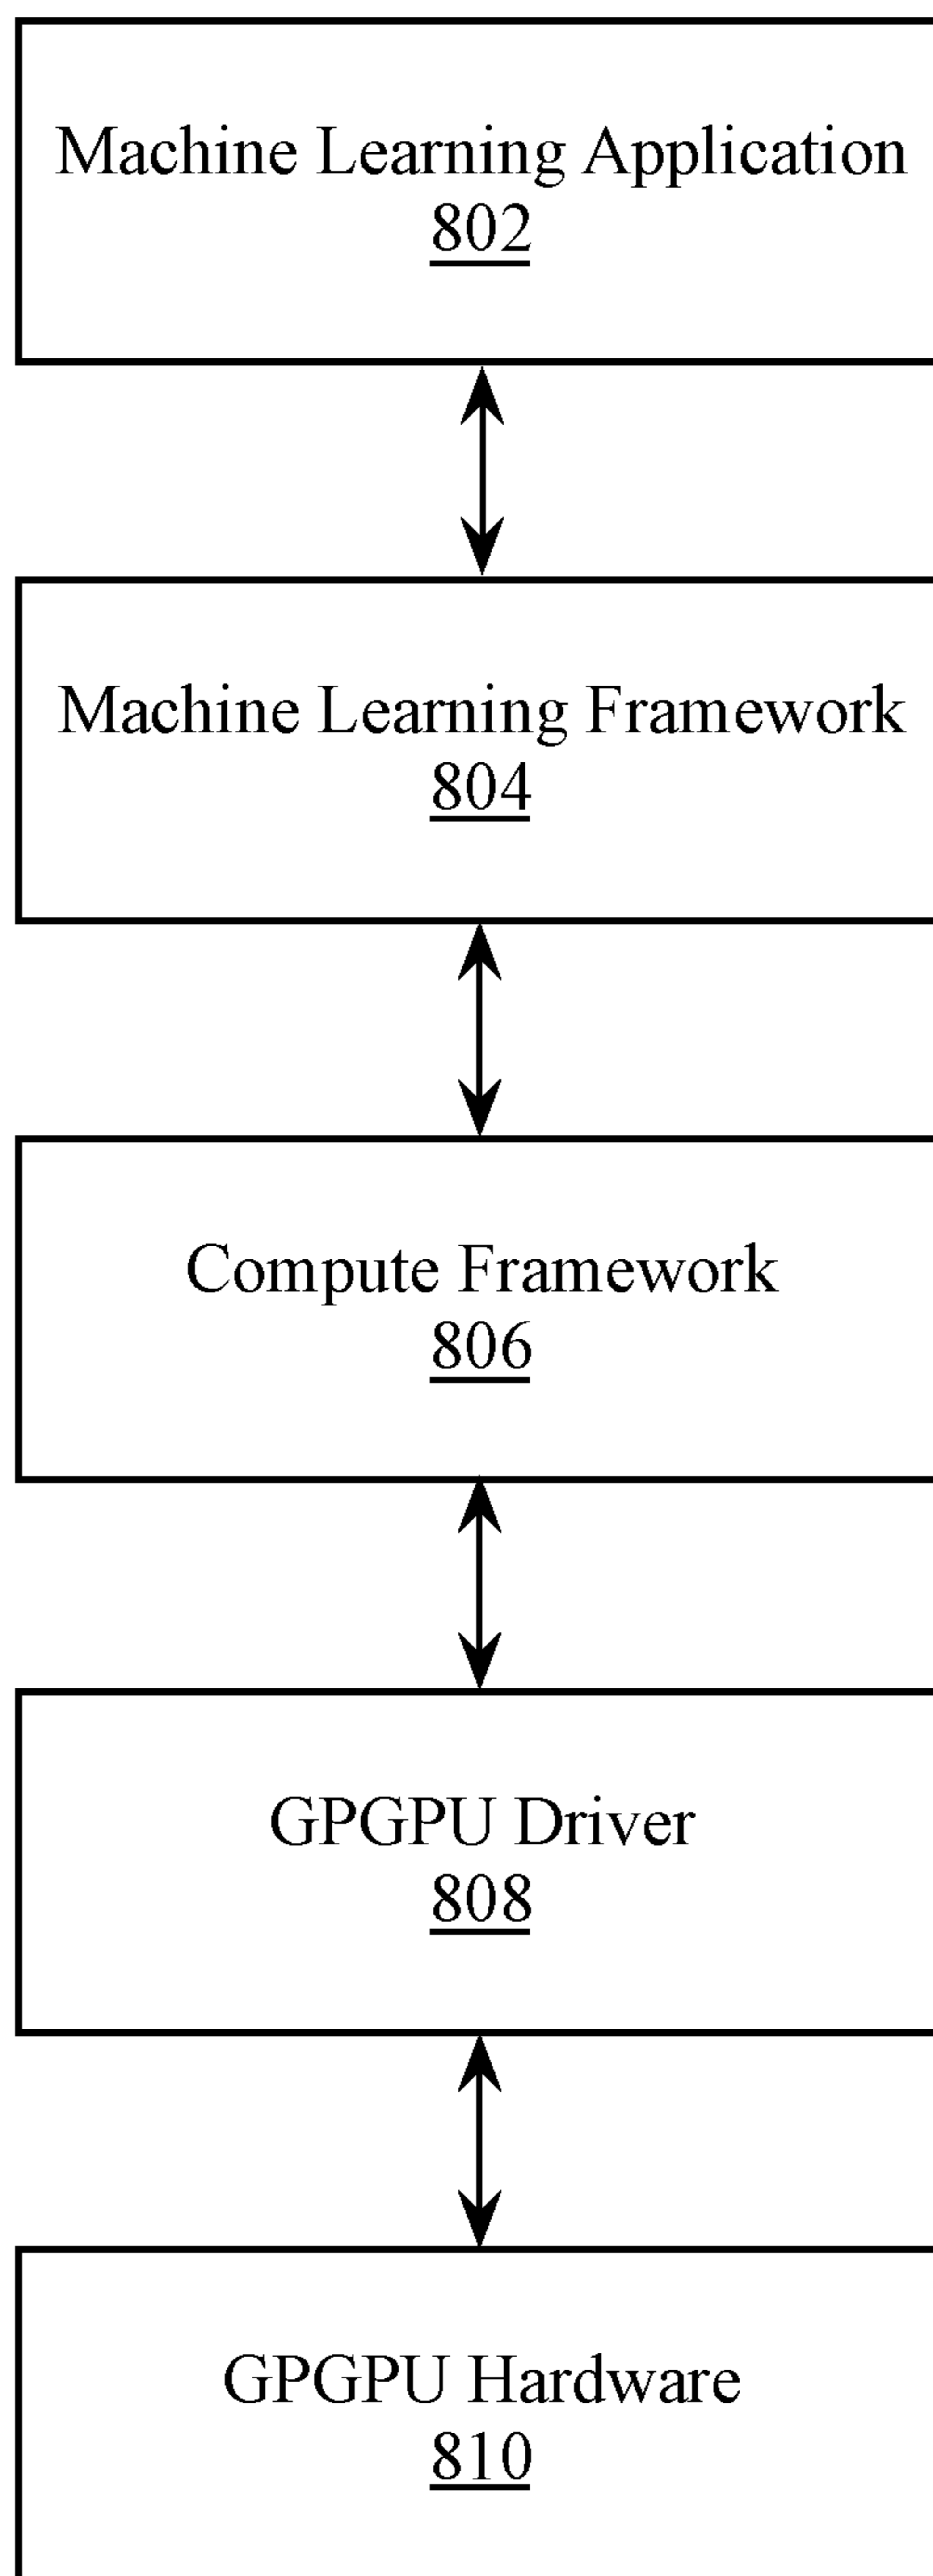 Machine Learning Application
802
Machine Learning Framework
804
Compute Framework
806
GPGPU Driver
808
GPGPU Hardware
810